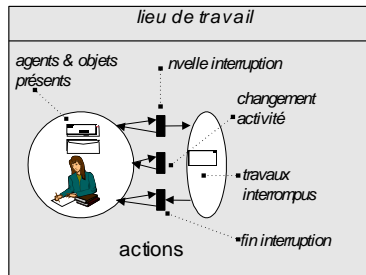 lieu de travail
agents & objets
présents
nvelle interruption
changement
activité
travaux
interrompus
fin interruption
actions